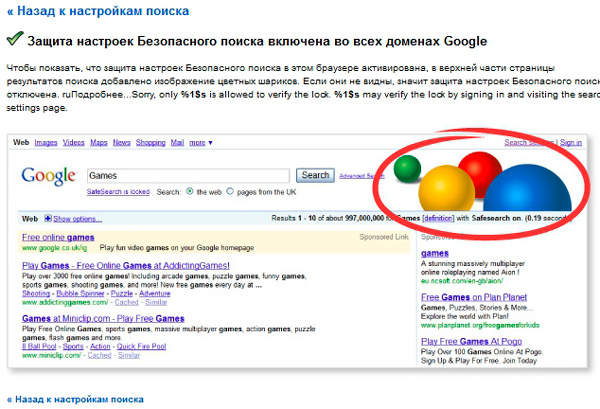 « Назад к настройкам поиска
Защита настроек Безопасного поиска включена во всех доменах Google
Чтобы показать, что защита настроек Безопасного поиска в этом браузере активирована, в верхней части страницы
результатов поиска добавлено изображение цветных шариков. Если они не видны, значит защита настроек Безопасного поис
отключена. ruПодробнее...Sorry, only %1$s is allowed to verify the lock. %1$s may verify the lock by signing in and visiting the searc
settings page.
Web Images Videos Maps News Shopping Mail more ▼
Sign in
Google Games Search Advanced Search
SafeSearch is locked Search: the web pages from the UK
Web Show options... Results 1 - 10 of about 997,000,000 for Games [definition] with Safesearch on. (0.19 seconds)
Free online games Sponsored Link
www.google.co.uk/ig Play fun video games on your Google homepage
Play Games - Free Online Games at AddictingGames!
Play over 3000 free online games! Including arcade games, puzzle games, funny games,
sports games, shooting games, and more! New free games every day at ...
Shooting - Bubble Spinner - Puzzle - Adventure
www.addictinggames.com/ - Cached - Similar
Games at Miniclip.com - Play Free Games
Play Free Online Games, sports games, massive multiplayer games, action games, puzzle
games, flash games and more.
8 Ball Pool - Sports - Action - Quick Fire Pool
www.miniclip.com/ - Cached - Similar
Sponsored Links
games
A stunning massively multiplayer
online roleplaying named Aion !
eu.ncsoft.com/en-gb/aion/
Free Games on Plan Planet
Games, Puzzles, Stories & More...
Explore the world with Plan!
www.planplanet.org/freegamesforkids
Play Games At Pogo
Play Over 100 Games Online At Pogo.
Sign Up & Play For Free. Join Today
« Назад к настройкам поиска